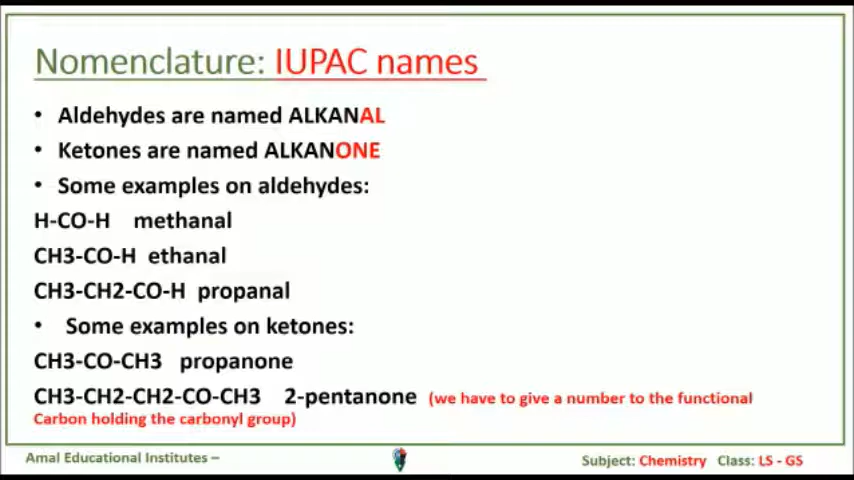 Nomenclature: IUPAC names
• Aldehydes are named ALKANAL
• Ketones are named ALKANONE
• Some examples on aldehydes:
H-CO-H methanal
CH3-CO-H ethanal
CH3-CH2-CO-H propanal
• Some examples on ketones:
CH3-CO-CH3 propanone
CH3-CH2-CH2-CO-CH3 2-pentanone (we have to give a number to the functional
Carbon holding the carbonyl group)
Amal Educational Institutes –
Subject: Chemistry Class: LS - GS